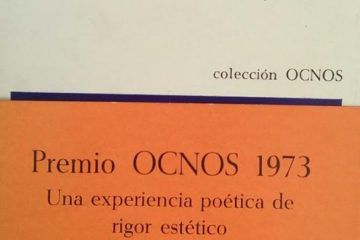 colección OCNOS
Premio OCNOS 1973
Una experiencia poética de
rigor estético